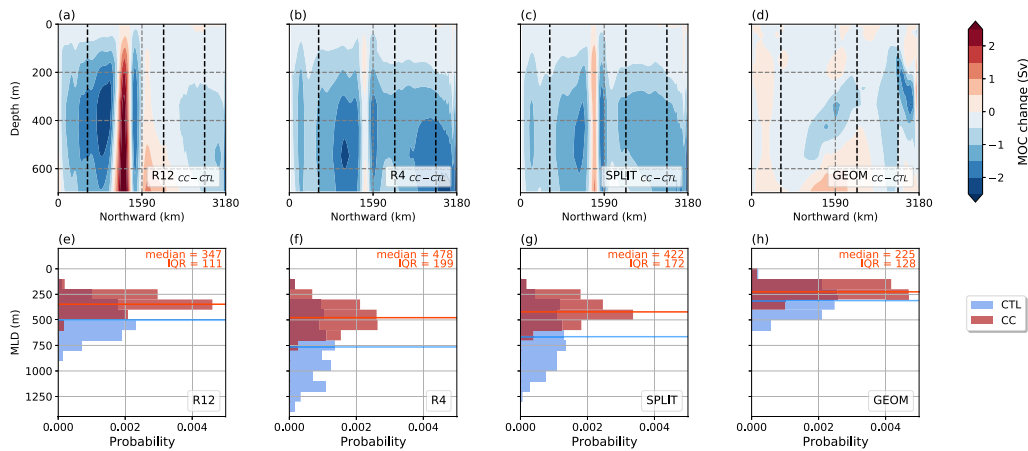 (a) (b) (c) (d)
0
200
400
600
Depth (m)
R12 CC−CTL
R4 CC−CTL
SPLIT CC−CTL
GEOM CC−CTL
0 1590 3180
0 1590 3180
0 1590 3180
0 1590 3180
Northward (km)
Northward (km)
Northward (km)
Northward (km)
2
1
0
−1
−2
MOC change (Sv)
(e) (f) (g) (h)
median = 347
IQR = 111
median = 478
IQR = 199
median = 422
IQR = 172
median = 225
IQR = 128
0
250
500
750
1000
1250
MLD (m)
R12
R4
SPLIT
GEOM
CTL
CC
0.000 0.002 0.004
0.000 0.002 0.004
0.000 0.002 0.004
0.000 0.002 0.004
Probability
Probability
Probability
Probability